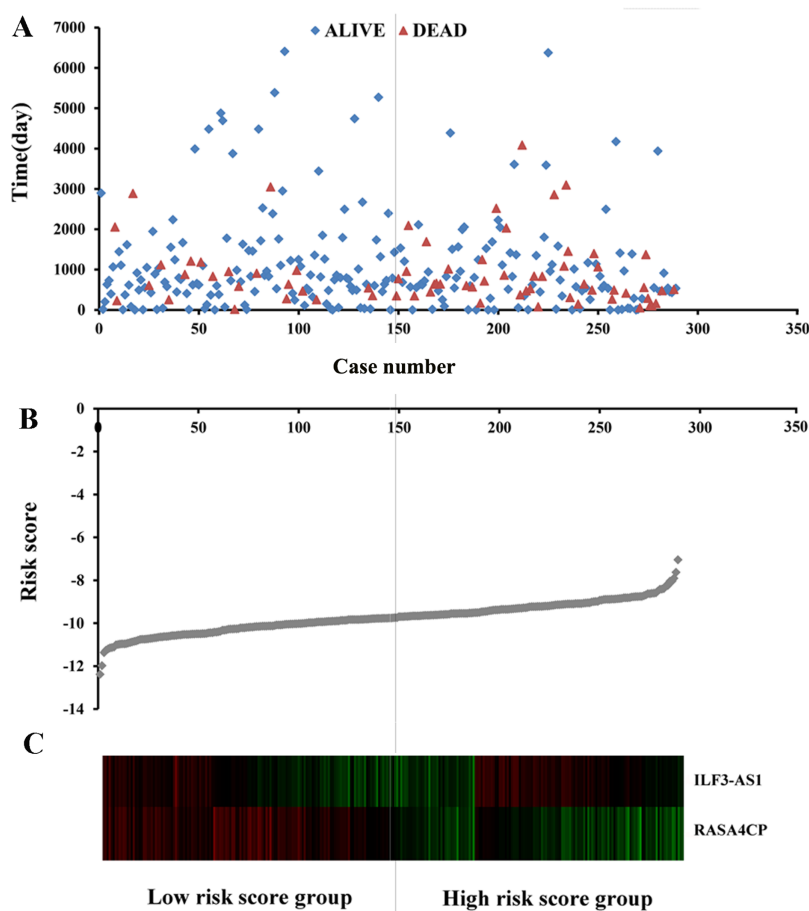 A
ALIVE DEAD
7000
6000
5000
4000
3000
2000
1000
0
Time(day)
0 50 100 150 200 250 300 350
Case number
B
0
-2
-4
-6
-8
-10
-12
-14
Risk score
0 50 100 150 200 250 300 350
C
ILF3-AS1
RASA4CP
Low risk score group High risk score group